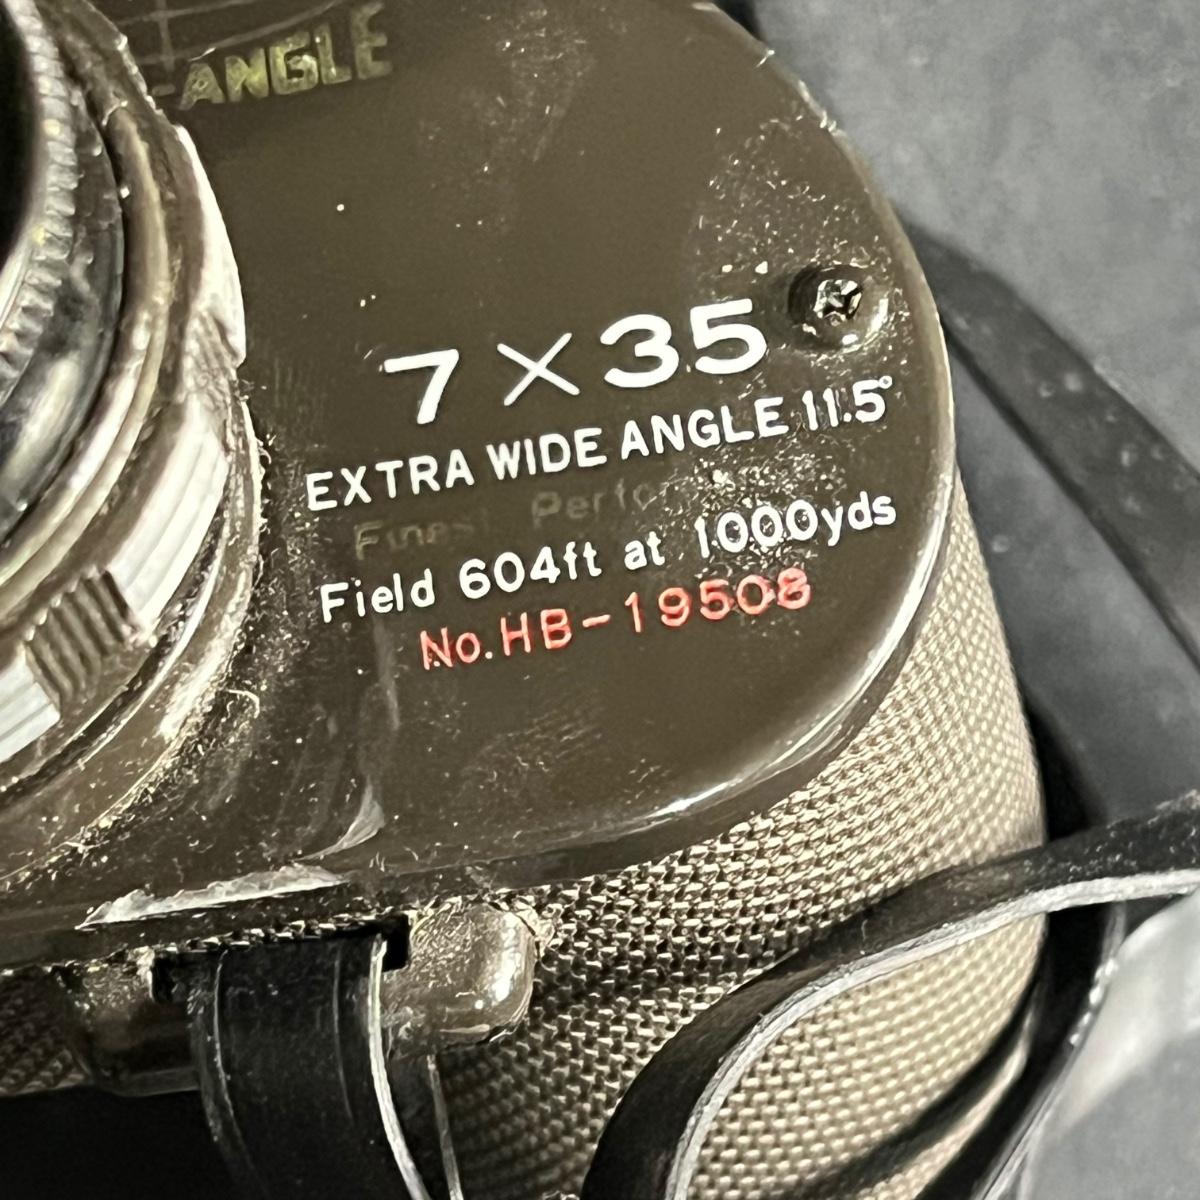 -ANGLE
7×35
EXTRA WIDE ANGLE 11.5°
Field 604ft at 1000yds
No.HB-19508